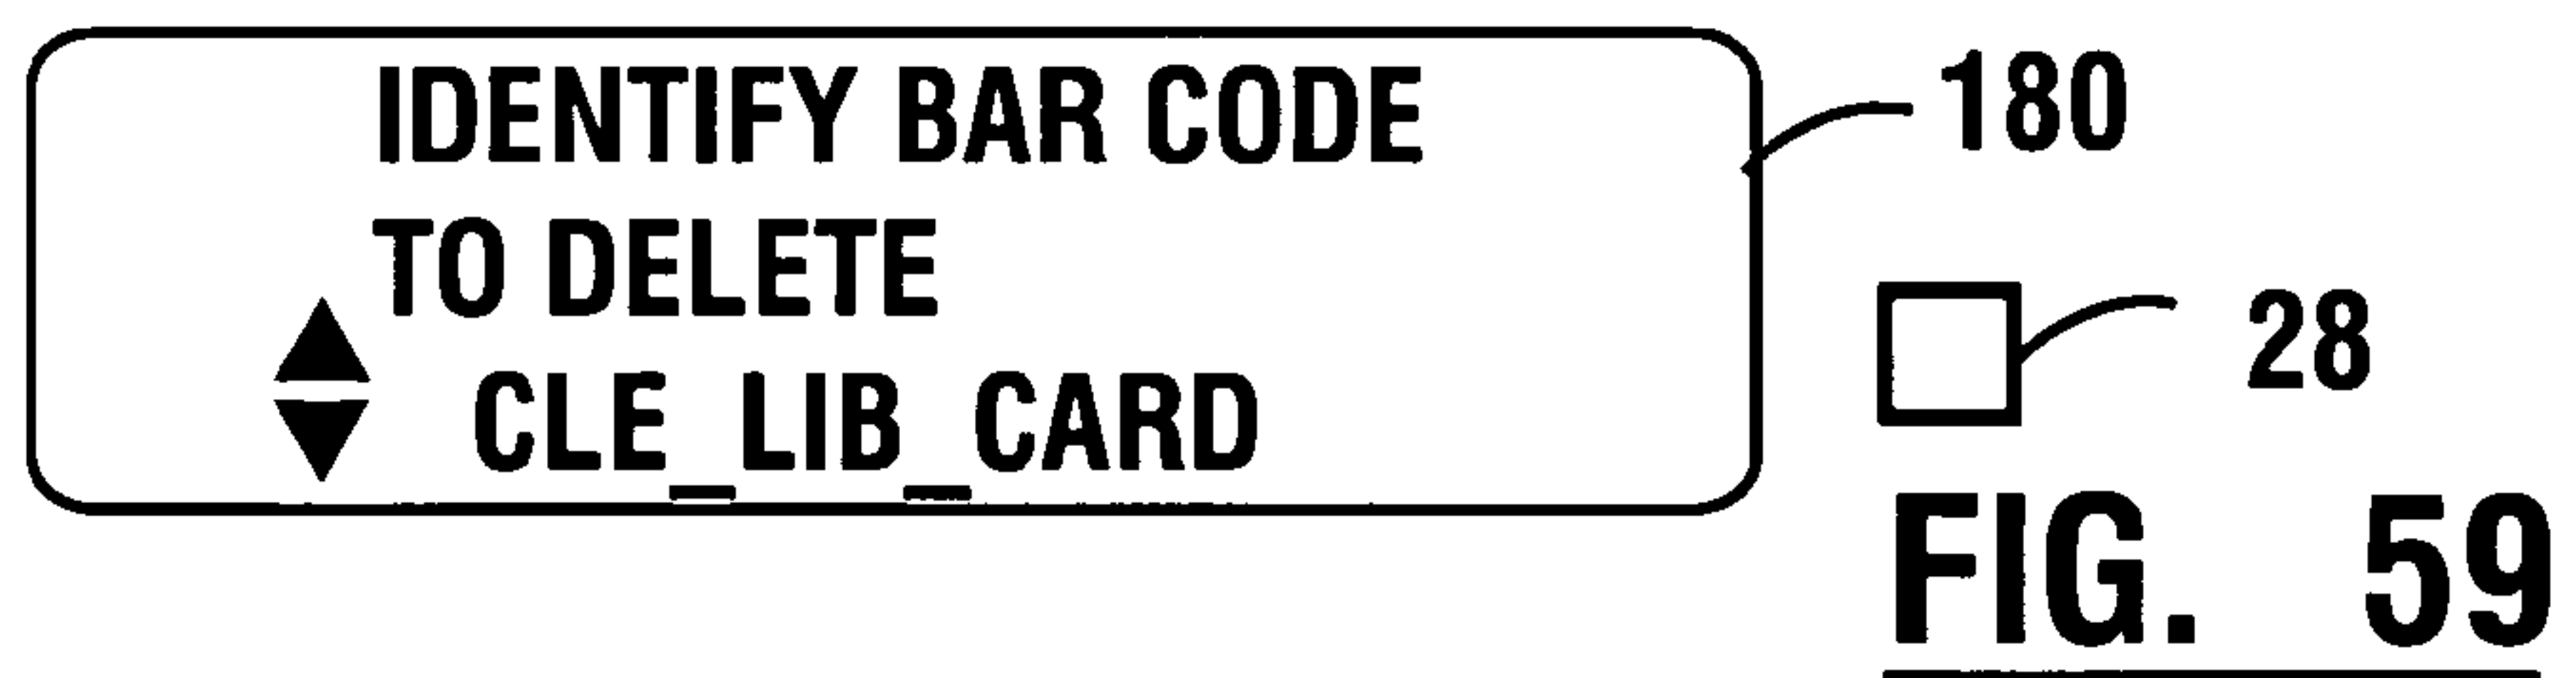 IDENTIFY BAR CODE
TO DELETE
CLE_LIB_CARD
180
28
FIG. 59